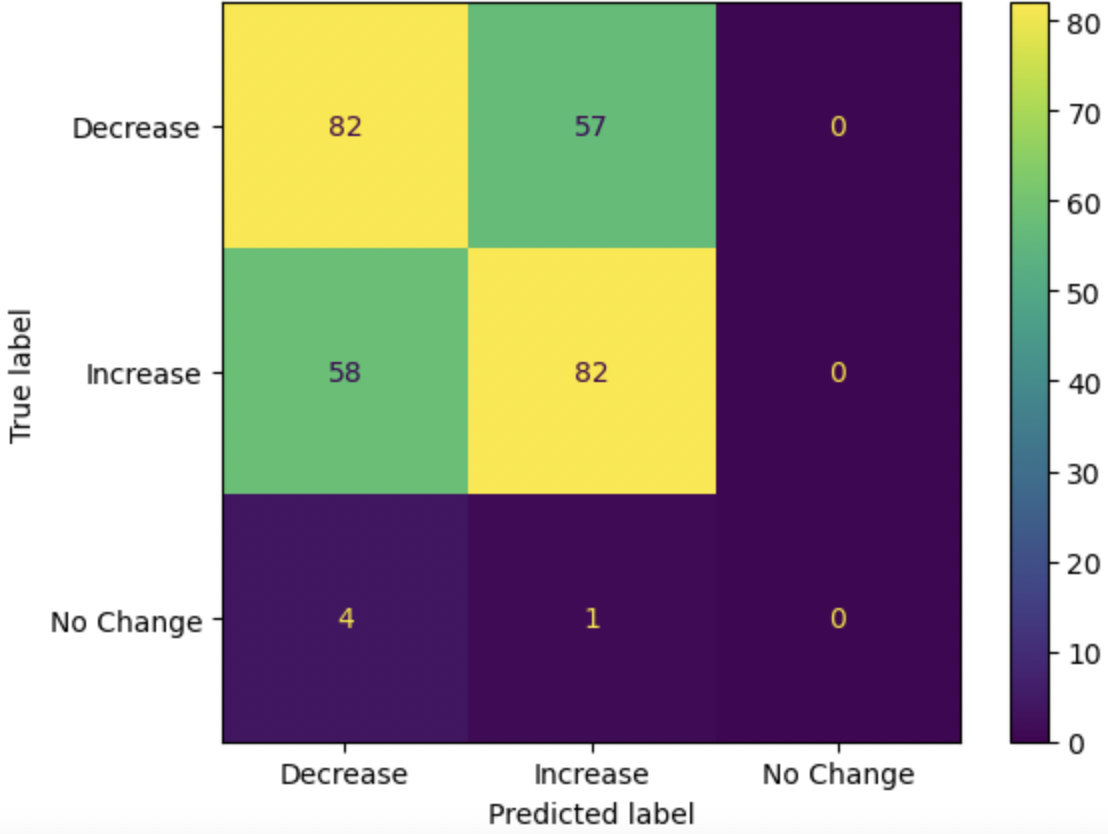 Decrease 82 57 0
Increase 58 82 0
No Change 4 1 0
Decrease Increase No Change
Predicted label
True label
80
70
60
50
40
30
20
10
0